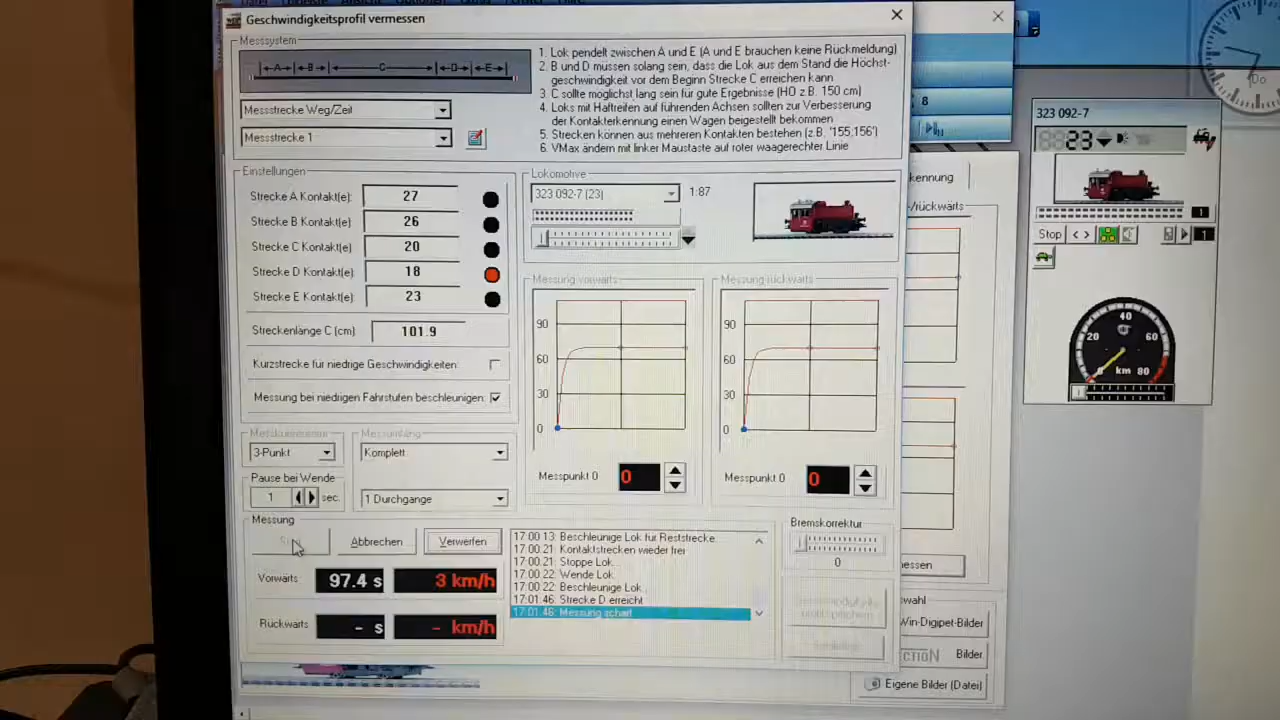 Geschwindigkeitsprofil vermessen
Messsystem
A B C D E
1. Lok pendelt zwischen A und E (A und E brauchen keine Rückmeldung)
2. B und D müssen solang sein, dass die Lok aus dem Stand die Höchst-
geschwindigkeit vor dem Beginn Strecke C erreichen kann
3. C sollte möglichst lang sein für gute Ergebnisse (H0 z.B. 150 cm)
4. Loks mit Haftreifen auf führenden Achsen sollten zur Verbesserung
der Kontakterkennung einen Wagen beigestellt bekommen
5. Strecken können aus mehreren Kontakten bestehen (z.B. '155;156')
6. VMax ändern mit linker Maustaste auf roter waagerechter Linie
Messstrecke Weg/Zeit
Messstrecke 1
Einstellungen
Strecke A Kontakt(e): 27
Strecke B Kontakt(e): 26
Strecke C Kontakt(e): 20
Strecke D Kontakt(e): 18
Strecke E Kontakt(e): 23
Streckenlänge C (cm) 101.9
Kurzstrecke für niedrige Geschwindigkeiten:
Messung bei niedrigen Fahrstufen beschleunigen:
Lokomotive
323 092-7 (23) 1:87
Messung vorwärts
90
60
30
0
Messpunkt 0 0
Messung rückwärts
90
60
30
0
Messpunkt 0 0
3-Punkt
Komplett
Pause bei Wende
1 sec.
1 Durchgänge
Messung
Abbrechen
Verwerfen
Vorwärts 97.4 s 3 km/h
Rückwärts - s - km/h
17:00:13: Beschleunige Lok für Reststrecke
17:00:21: Kontaktstrecken wieder frei
17:00:21: Stoppe Lok
17:00:22: Wende Lok
17:00:22: Beschleunige Lok
17:01:46: Strecke D erreicht
17:01:46: Messung scharf
Bremskorrektur
0
8
kennung
-/rückwärts
essen
swahl
Win-Digipet-Bilder
Bilder
Eigene Bilder (Datei)
323 092-7
23
1
Stop < >
1
0 20 40 60 80
km
Do